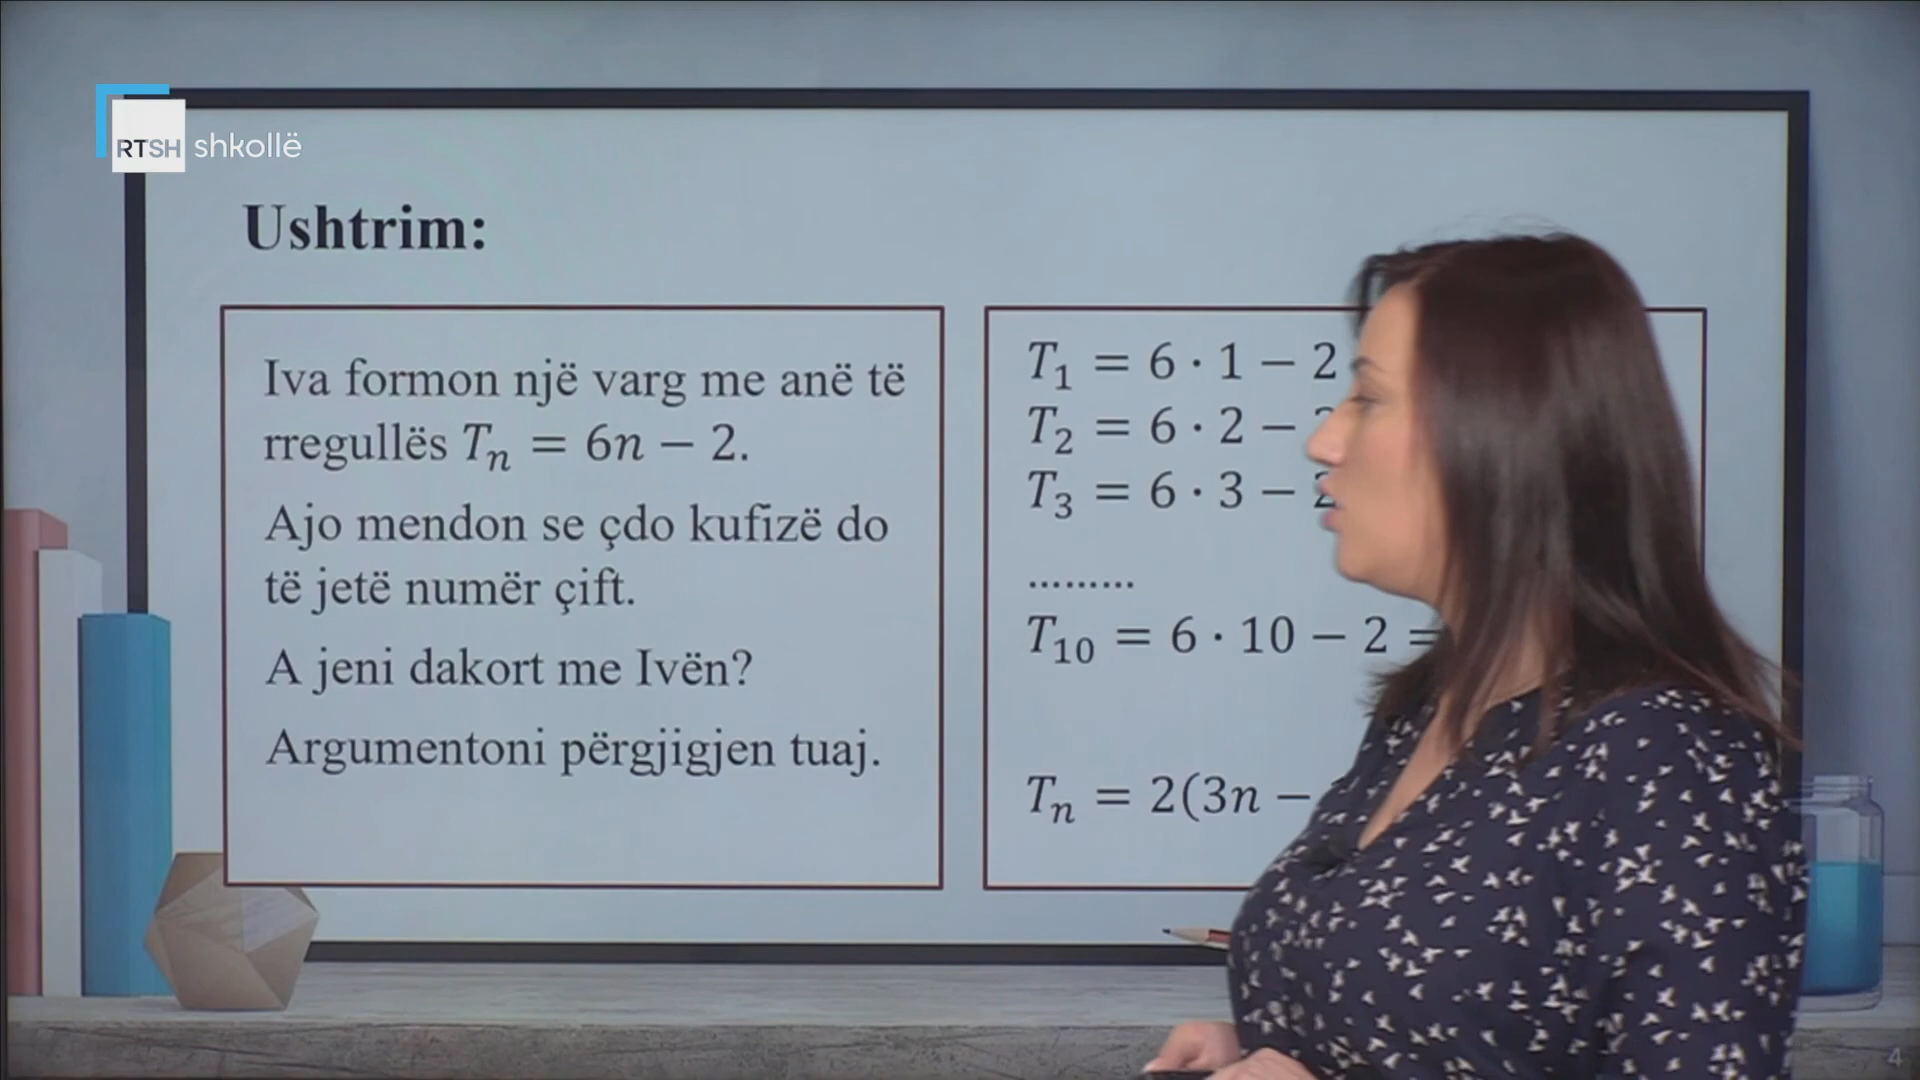 RTSH shkollë
Ushtrim:
Iva formon një varg me anë të
rregullës Tₙ = 6n − 2.
Ajo mendon se çdo kufizë do
të jetë numër çift.
A jeni dakort me Ivën?
Argumentoni përgjigjen tuaj.
T₁ = 6 · 1 − 2
T₂ = 6 · 2 −
T₃ = 6 · 3 −
.........
T₁₀ = 6 · 10 − 2 =
Tₙ = 2(3n −
4